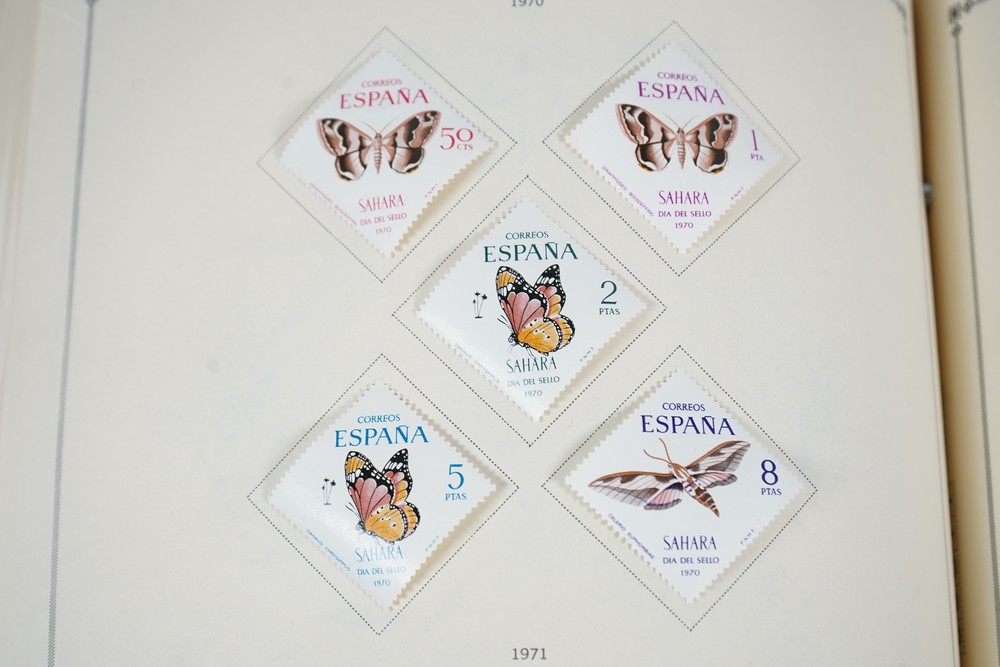 1970
CORREOS
ESPAÑA
50
CTS
SAHARA
DIA DEL SELLO
1970
F.N.M.T.
CORREOS
ESPAÑA
1
PTA
SAHARA
DIA DEL SELLO
1970
F.N.M.T.
CORREOS
ESPAÑA
2
PTAS
SAHARA
DIA DEL SELLO
1970
F.N.M.T.
CORREOS
ESPAÑA
5
PTAS
SAHARA
DIA DEL SELLO
1970
F.N.M.T.
CORREOS
ESPAÑA
8
PTAS
CELERIO EUPHORBIAE
SAHARA
DIA DEL SELLO
1970
F.N.M.T.
1971